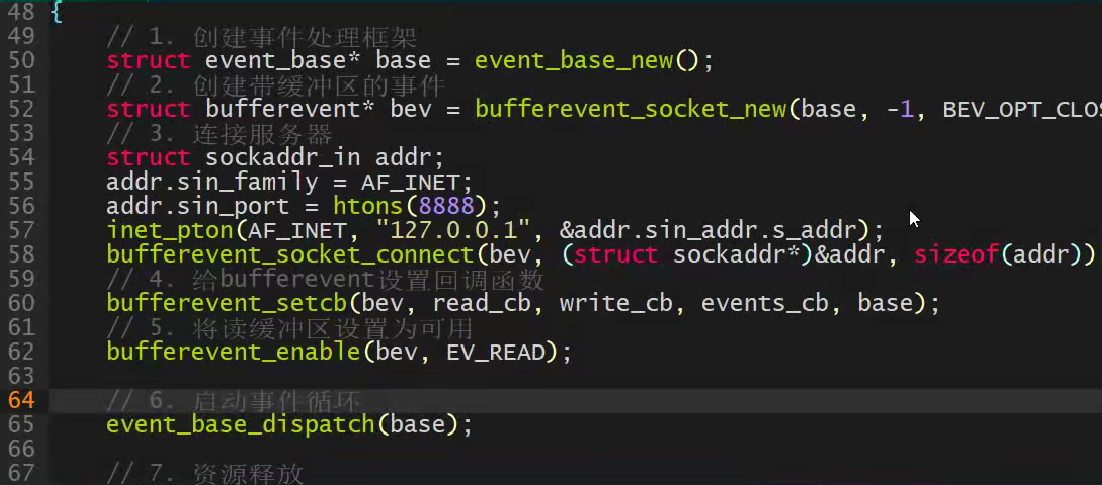 48 {
49 // 1. 创建事件处理框架
50 struct event_base* base = event_base_new();
51 // 2. 创建带缓冲区的事件
52 struct bufferevent* bev = bufferevent_socket_new(base, -1, BEV_OPT_CLOS
53 // 3. 连接服务器
54 struct sockaddr_in addr;
55 addr.sin_family = AF_INET;
56 addr.sin_port = htons(8888);
57 inet_pton(AF_INET, "127.0.0.1", &addr.sin_addr.s_addr);
58 bufferevent_socket_connect(bev, (struct sockaddr*)&addr, sizeof(addr))
59 // 4. 给bufferevent设置回调函数
60 bufferevent_setcb(bev, read_cb, write_cb, events_cb, base);
61 // 5. 将读缓冲区设置为可用
62 bufferevent_enable(bev, EV_READ);
63
64 // 6. 启动事件循环
65 event_base_dispatch(base);
66
67 // 7. 资源释放